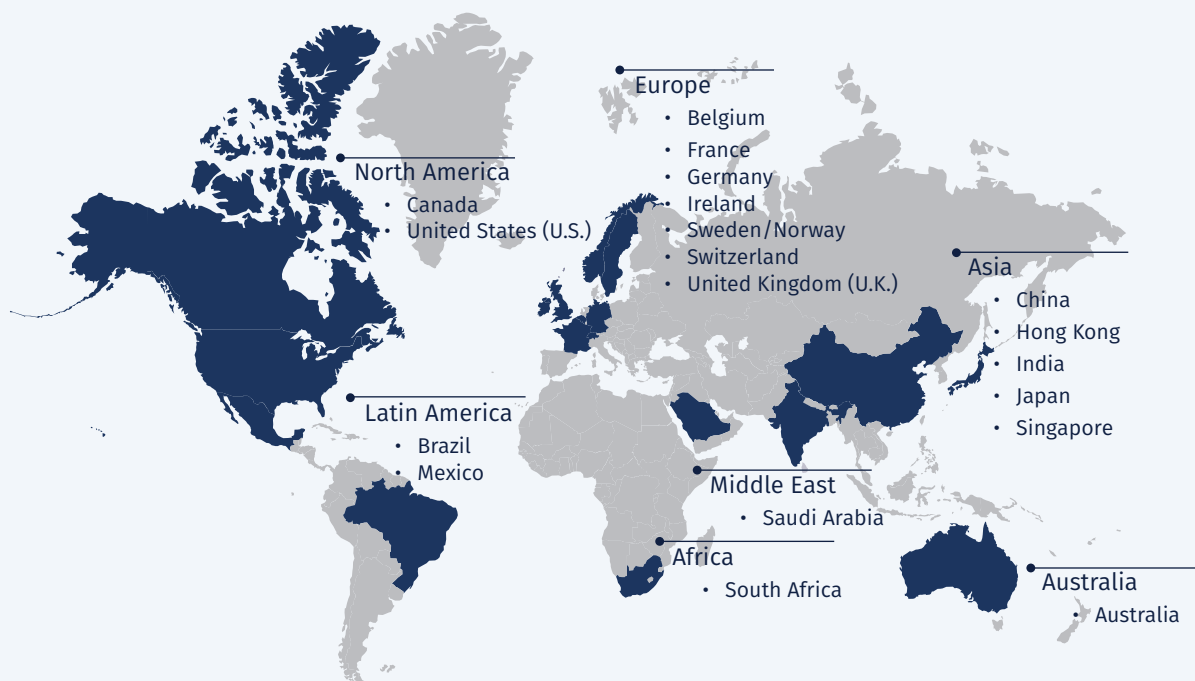 Europe
• Belgium
• France
• Germany
• Ireland
• Sweden/Norway
• Switzerland
• United Kingdom (U.K.)
North America
• Canada
• United States (U.S.)
Asia
• China
• Hong Kong
• India
• Japan
• Singapore
Latin America
• Brazil
• Mexico
Middle East
• Saudi Arabia
Africa
• South Africa
Australia
• Australia